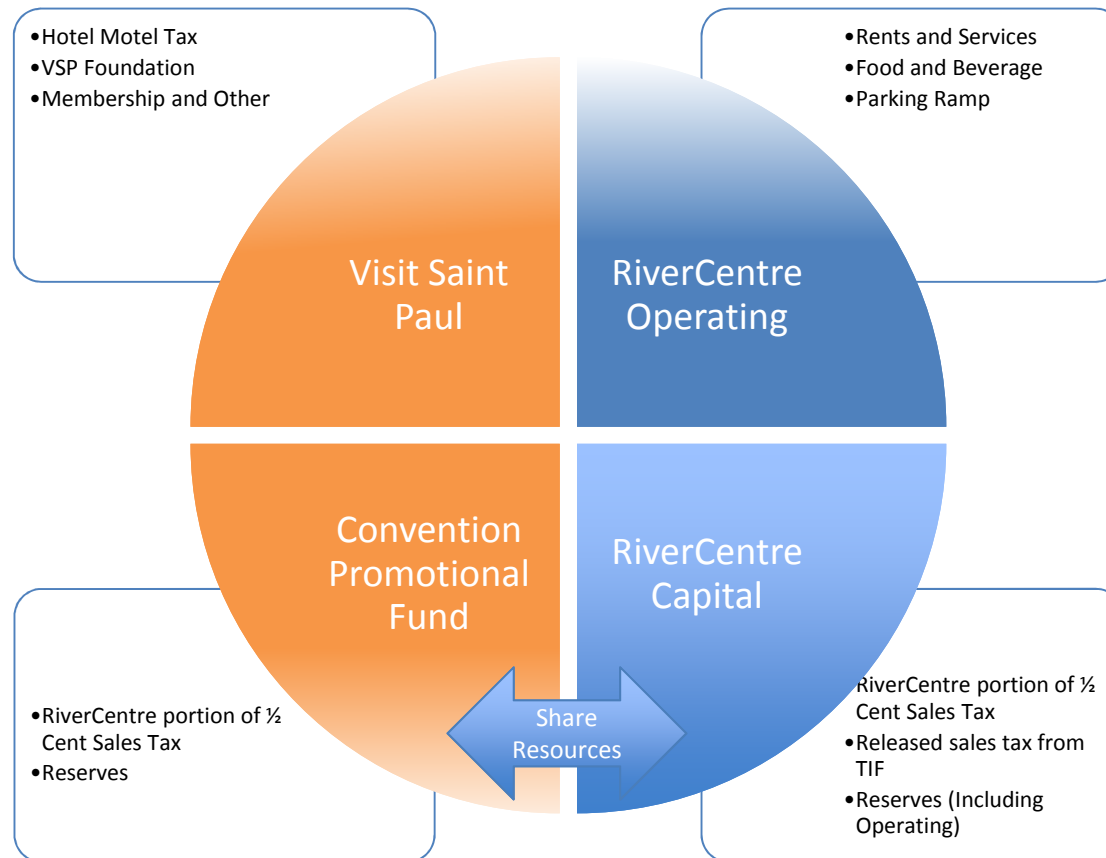 •Hotel Motel Tax
•VSP Foundation
•Membership and Other
•Rents and Services
•Food and Beverage
•Parking Ramp
Visit Saint
Paul
RiverCentre
Operating
Convention
Promotional
Fund
RiverCentre
Capital
•RiverCentre portion of ½
Cent Sales Tax
•Reserves
Share
Resources
RiverCentre portion of ½
Cent Sales Tax
•Released sales tax from
TIF
•Reserves (Including
Operating)